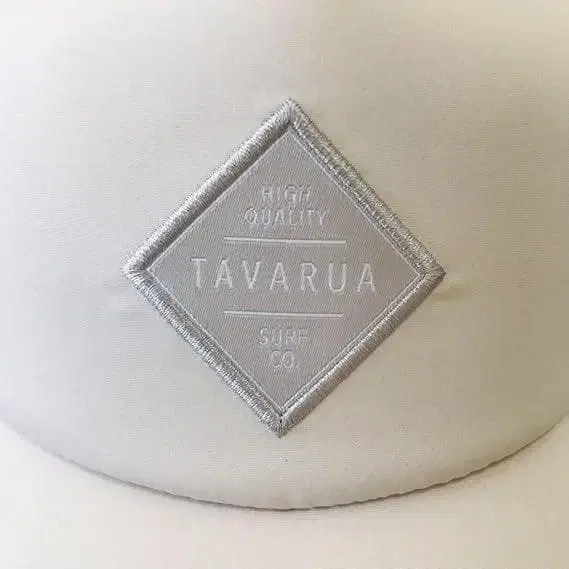 HIGH
QUALITY
TAVARUA
SURF
CO.